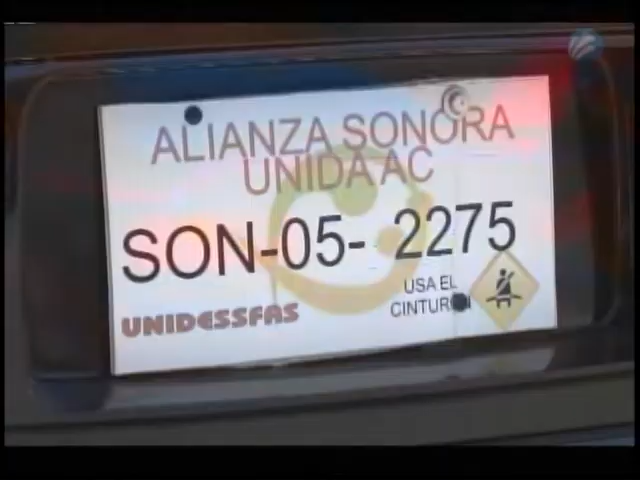 ALIANZA SONORA
UNIDA AC
SON-05- 2275
USA EL
CINTURON
UNIDESSFAS